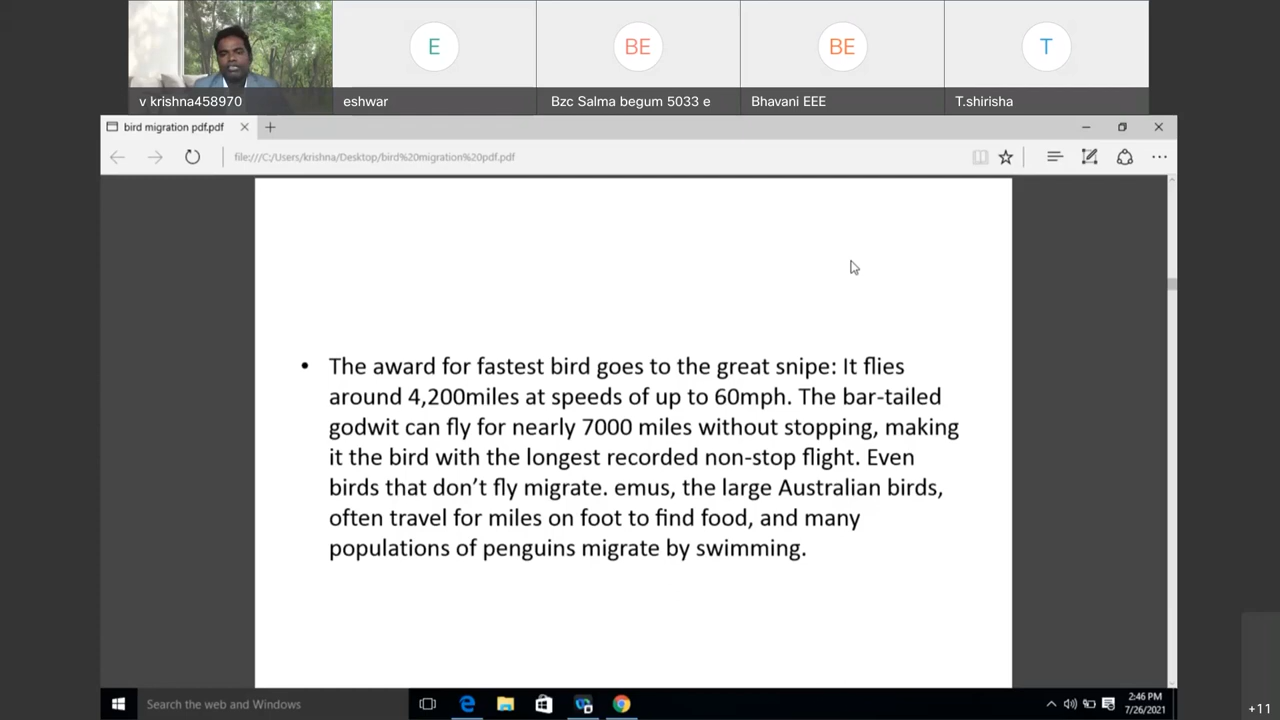 E
BE
BE
T
v krishna458970
eshwar
Bzc Salma begum 5033 e
Bhavani EEE
T.shirisha
bird migration pdf.pdf
file:///C:/Users/krishna/Desktop/bird%20migration%20pdf.pdf
• The award for fastest bird goes to the great snipe: It flies
around 4,200miles at speeds of up to 60mph. The bar-tailed
godwit can fly for nearly 7000 miles without stopping, making
it the bird with the longest recorded non-stop flight. Even
birds that don’t fly migrate. emus, the large Australian birds,
often travel for miles on foot to find food, and many
populations of penguins migrate by swimming.
Search the web and Windows
2:46 PM
7/26/2021
+11